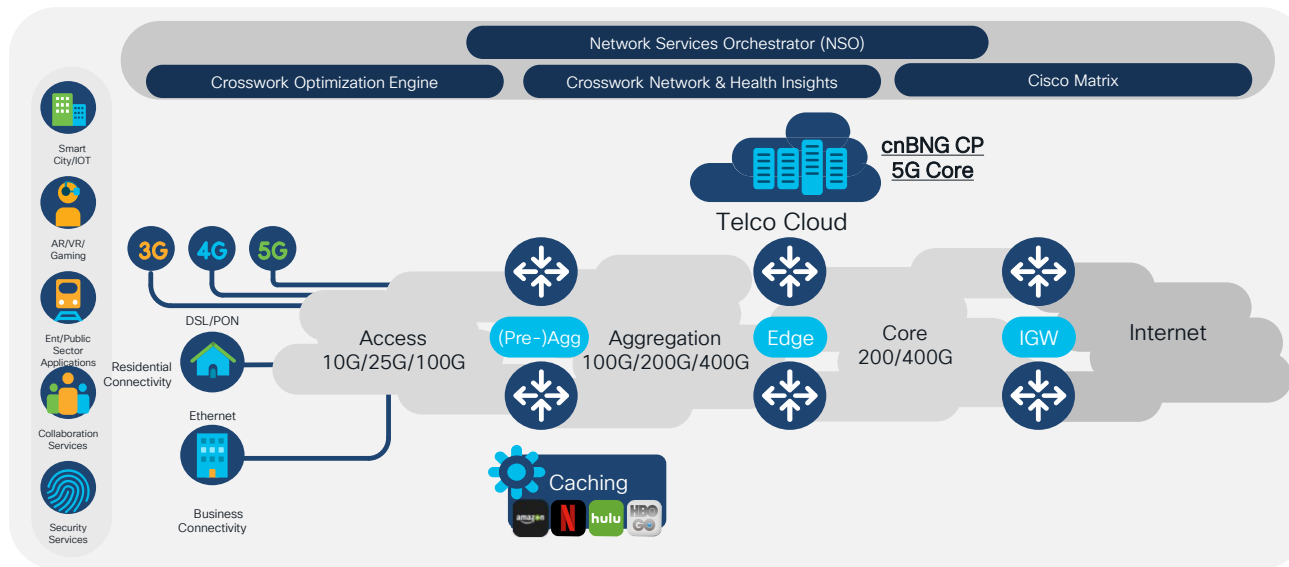 Network Services Orchestrator (NSO)
Crosswork Optimization Engine
Crosswork Network & Health Insights
Cisco Matrix
Smart
City/IOT
AR/VR/
Gaming
Ent/Public
Sector
Applications
Collaboration
Services
Security
Services
cnBNG CP
5G Core
Telco Cloud
3G
4G
5G
DSL/PON
Residential
Connectivity
Ethernet
Business
Connectivity
Access
10G/25G/100G
(Pre-)Agg
Aggregation
100G/200G/400G
Edge
Core
200/400G
IGW
Internet
Caching
amazon
N
hulu
HBO
GO